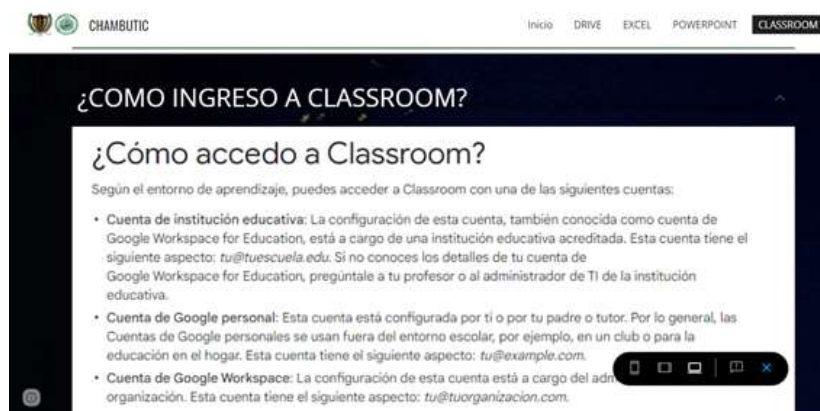 CHAMBUTIC
Inicio DRIVE EXCEL POWERPOINT CLASSROOM
¿COMO INGRESO A CLASSROOM?
¿Cómo accedo a Classroom?
Según el entorno de aprendizaje, puedes acceder a Classroom con una de las siguientes cuentas:
• Cuenta de institución educativa: La configuración de esta cuenta, también conocida como cuenta de
Google Workspace for Education, está a cargo de una institución educativa acreditada. Esta cuenta tiene el
siguiente aspecto: tu@tuescuela.edu. Si no conoces los detalles de tu cuenta de
Google Workspace for Education, pregúntale a tu profesor o al administrador de TI de la institución
educativa.
• Cuenta de Google personal: Esta cuenta está configurada por ti o por tu padre o tutor. Por lo general, las
Cuentas de Google personales se usan fuera del entorno escolar, por ejemplo, en un club o para la
educación en el hogar. Esta cuenta tiene el siguiente aspecto: tu@example.com.
• Cuenta de Google Workspace: La configuración de esta cuenta está a cargo del
organización. Esta cuenta tiene el siguiente aspecto: tu@tuorganizacion.com.